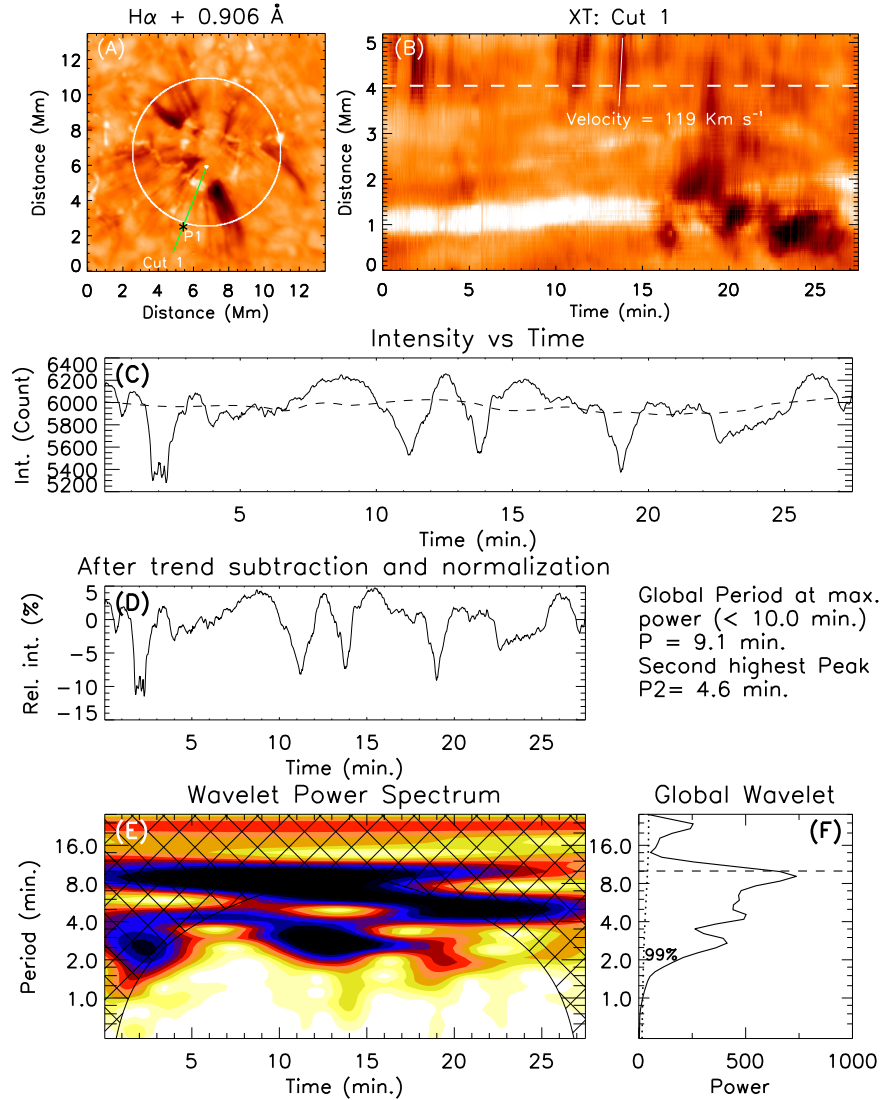 Hα + 0.906 Å
XT: Cut 1
(A)
P1
Cut 1
Distance (Mm)
0 2 4 6 8 10 12
0 2 4 6 8 10 12
Distance (Mm)
(B)
Velocity = 119 Km s⁻¹
Distance (Mm)
5
4
3
2
1
0
0 5 10 15 20 25
Time (min.)
Intensity vs Time
(C)
Int. (Count)
6400
6200
6000
5800
5600
5400
5200
5 10 15 20 25
Time (min.)
After trend subtraction and normalization
(D)
Rel. int. (%)
5
0
−5
−10
−15
5 10 15 20 25
Time (min.)
Global Period at max.
power (< 10.0 min.)
P = 9.1 min.
Second highest Peak
P2= 4.6 min.
Wavelet Power Spectrum
(E)
Period (min.)
16.0
8.0
4.0
2.0
1.0
5 10 15 20 25
Time (min.)
Global Wavelet
(F)
16.0
8.0
4.0
2.0
1.0
99%
0 500 1000
Power